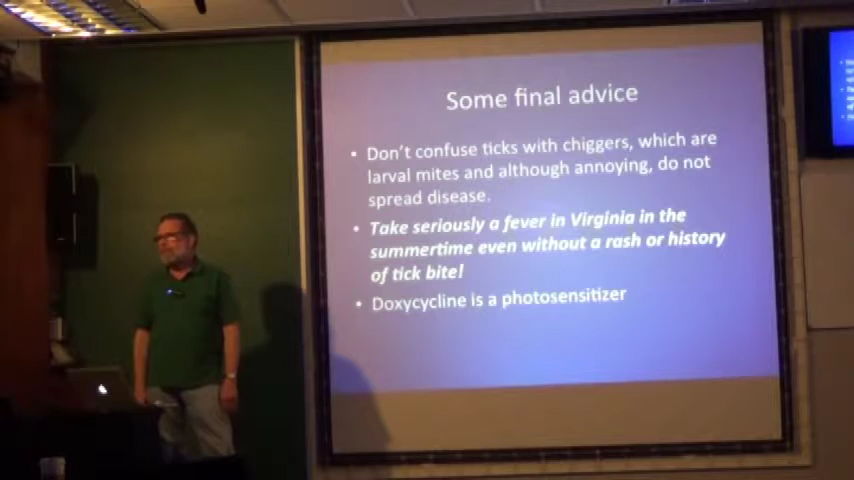 Some final advice
• Don't confuse ticks with chiggers, which are
larval mites and although annoying, do not
spread disease.
• Take seriously a fever in Virginia in the
summertime even without a rash or history
of tick bite!
• Doxycycline is a photosensitizer